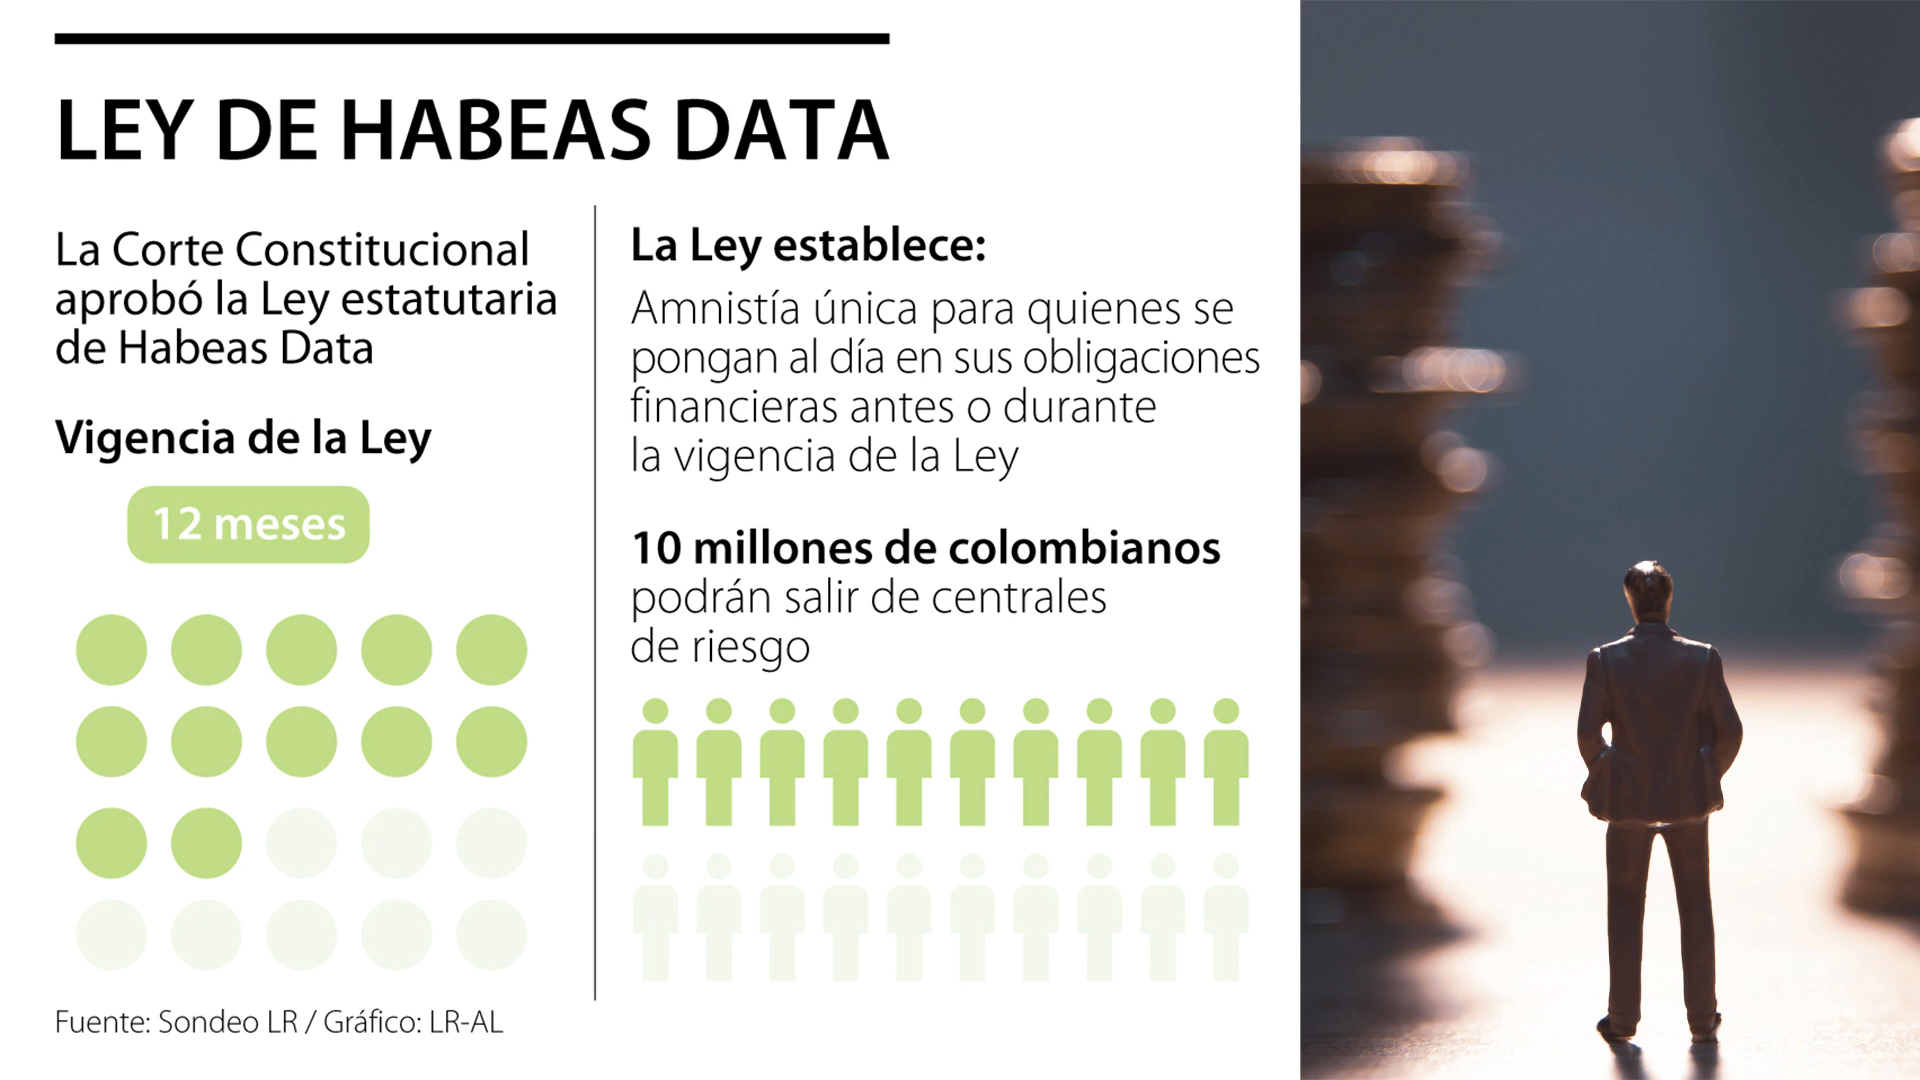 LEY DE HABEAS DATA
La Corte Constitucional
aprobó la Ley estatutaria
de Habeas Data
Vigencia de la Ley
12 meses
La Ley establece:
Amnistía única para quienes se
pongan al día en sus obligaciones
financieras antes o durante
la vigencia de la Ley
10 millones de colombianos
podrán salir de centrales
de riesgo
Fuente: Sondeo LR / Gráfico: LR-AL